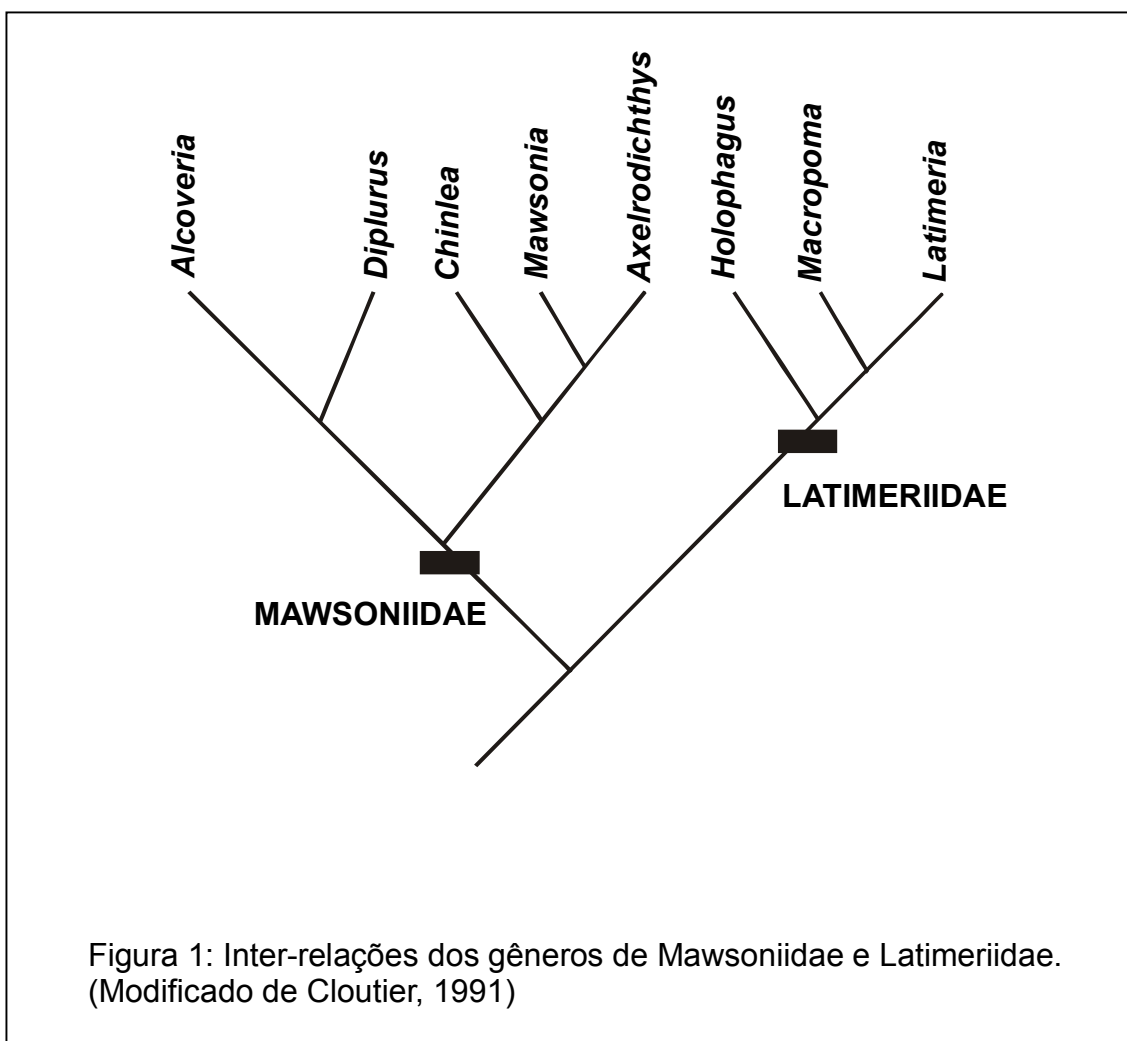 Alcoveria
Diplurus
Chinlea
Mawsonia
Axelrodichthys
Holophagus
Macropoma
Latimeria
LATIMERIIDAE
MAWSONIIDAE
Figura 1: Inter-relações dos gêneros de Mawsoniidae e Latimeriidae.
(Modificado de Cloutier, 1991)